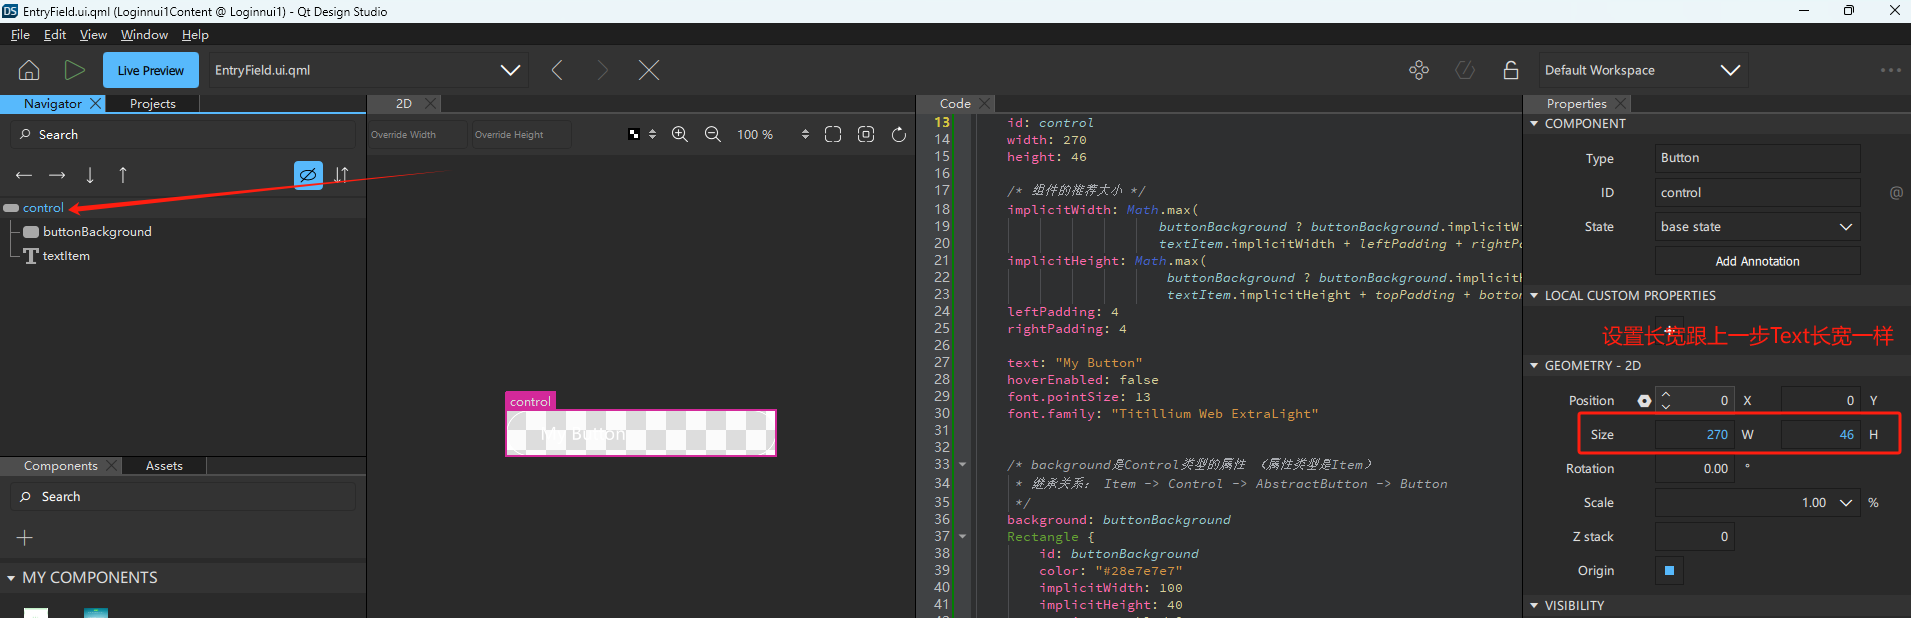 EntryField.ui.qml (Loginnui1Content @ Loginnui1) - Qt Design Studio
File Edit View Window Help
Live Preview EntryField.ui.qml Default Workspace
Navigator Projects
Search
control
buttonBackground
textItem
Components Assets
Search
MY COMPONENTS
2D
Override Width Override Height 100 %
control
My Button
Code
13 id: control
14 width: 270
15 height: 46
16
17 /* 组件的推荐大小 */
18 implicitWidth: Math.max(
19 buttonBackground ? buttonBackground.implicitW
20 textItem.implicitWidth + leftPadding + rightPa
21 implicitHeight: Math.max(
22 buttonBackground ? buttonBackground.implicitH
23 textItem.implicitHeight + topPadding + botton
24 leftPadding: 4
25 rightPadding: 4
26
27 text: "My Button"
28 hoverEnabled: false
29 font.pointSize: 13
30 font.family: "Titillium Web ExtraLight"
31
32
33 /* background是Control类型的属性 （属性类型是Item）
34 * 继承关系： Item -> Control -> AbstractButton -> Button
35 */
36 background: buttonBackground
37 Rectangle {
38 id: buttonBackground
39 color: "#28e7e7e7"
40 implicitWidth: 100
41 implicitHeight: 40
Properties
COMPONENT
Type Button
ID control @
State base state
Add Annotation
LOCAL CUSTOM PROPERTIES
设置长宽跟上一步Text长宽一样
GEOMETRY - 2D
Position 0 X 0 Y
Size 270 W 46 H
Rotation 0.00 °
Scale 1.00 %
Z stack 0
Origin
VISIBILITY